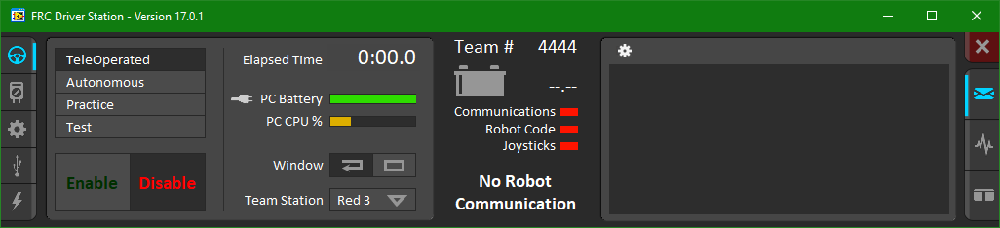 FRC Driver Station - Version 17.0.1
TeleOperated
Autonomous
Practice
Test
Enable
Disable
Elapsed Time 0:00.0
PC Battery
PC CPU %
Window
Team Station Red 3
Team # 4444
--.--
Communications
Robot Code
Joysticks
No Robot
Communication